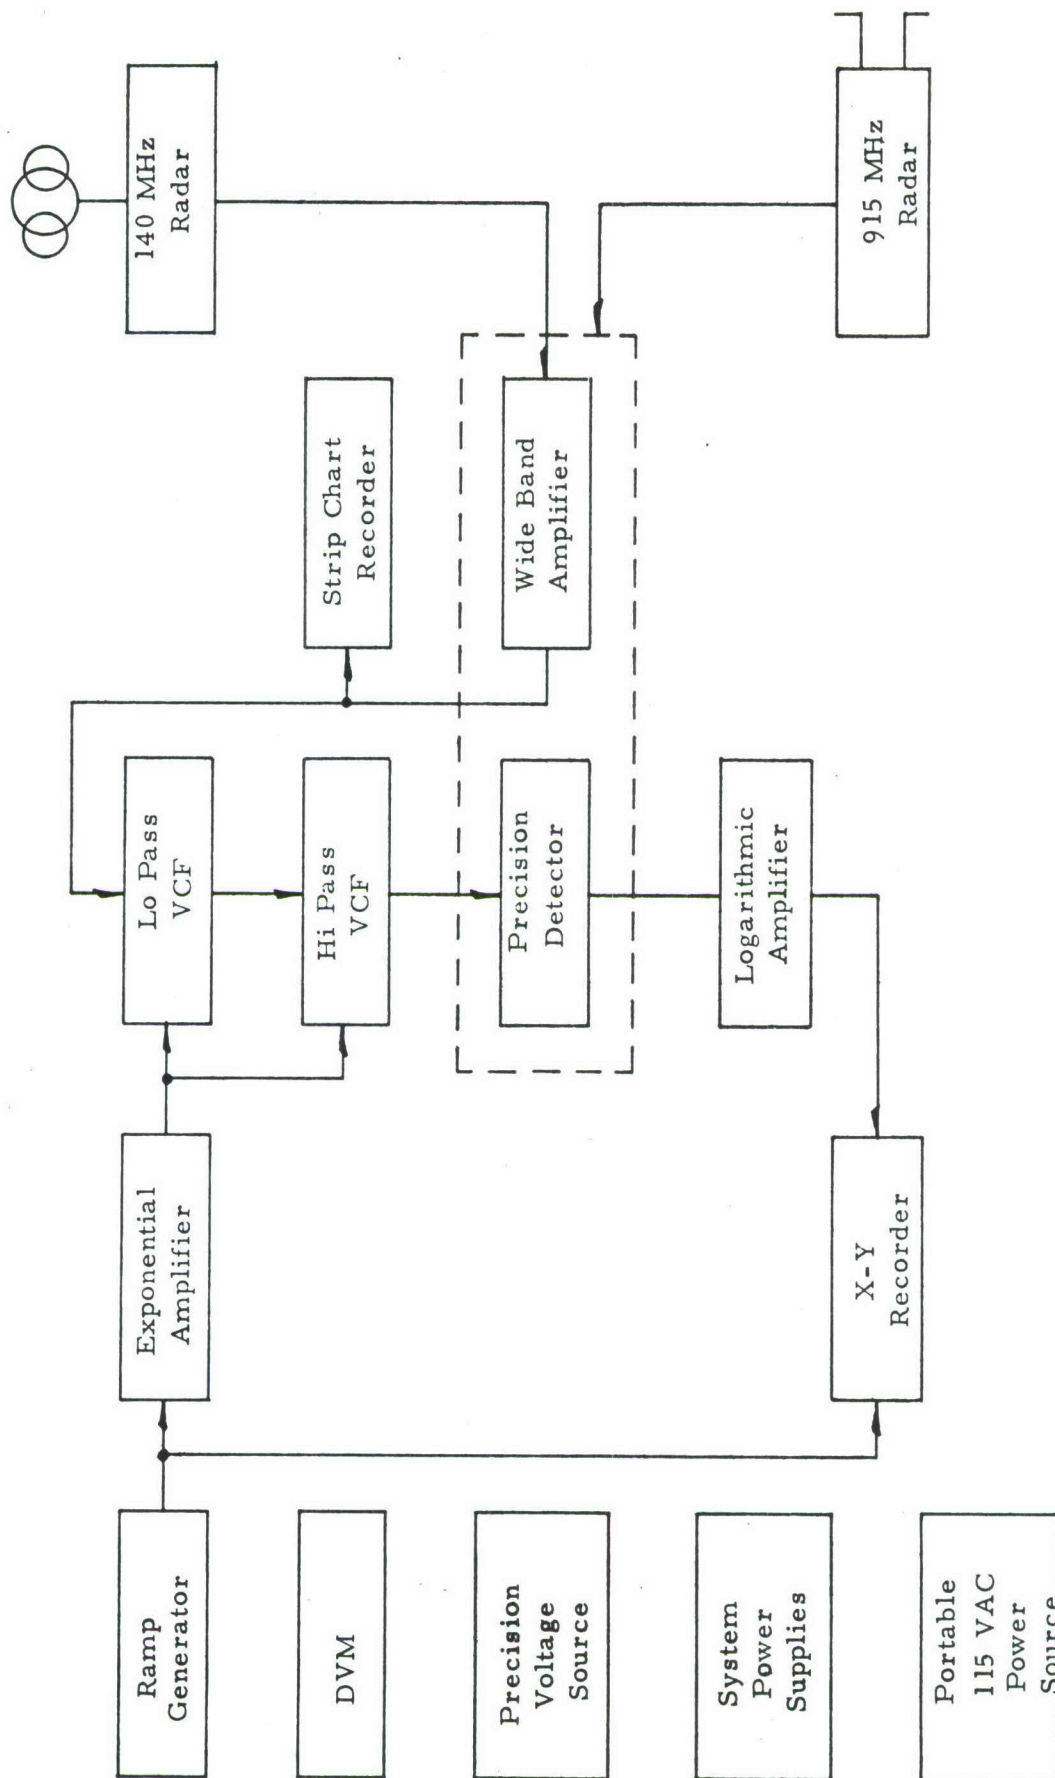 Ramp
Generator
DVM
Precision
Voltage
Source
System
Power
Supplies
Portable
115 VAC
Power
Source
Exponential
Amplifier
X-Y
Recorder
Lo Pass
VCF
Hi Pass
VCF
Precision
Detector
Logarithmic
Amplifier
Strip Chart
Recorder
Wide Band
Amplifier
140 MHz
Radar
915 MHz
Radar